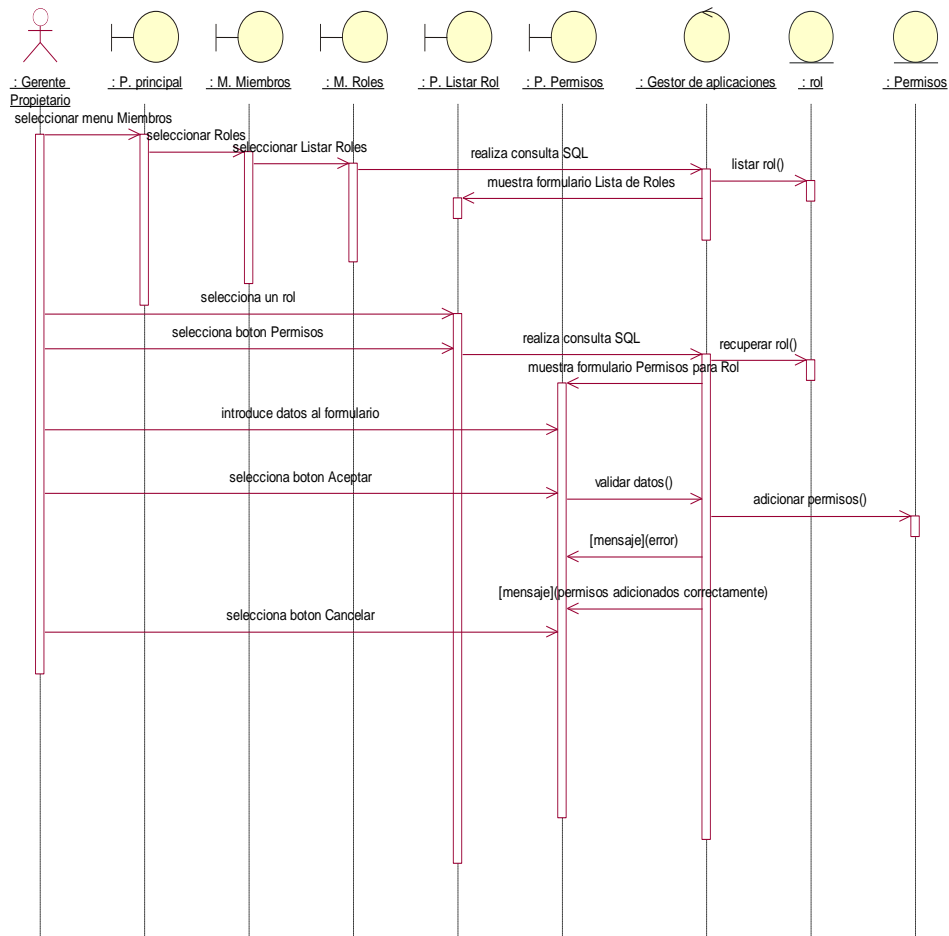 : Gerente
Propietario
: P. principal
: M. Miembros
: M. Roles
: P. Listar Rol
: P. Permisos
: Gestor de aplicaciones
: rol
: Permisos
seleccionar menu Miembros
seleccionar Roles
seleccionar Listar Roles
realiza consulta SQL
listar rol()
muestra formulario Lista de Roles
selecciona un rol
selecciona boton Permisos
realiza consulta SQL
recuperar rol()
muestra formulario Permisos para Rol
introduce datos al formulario
selecciona boton Aceptar
validar datos()
adicionar permisos()
[mensaje](error)
[mensaje](permisos adicionados correctamente)
selecciona boton Cancelar